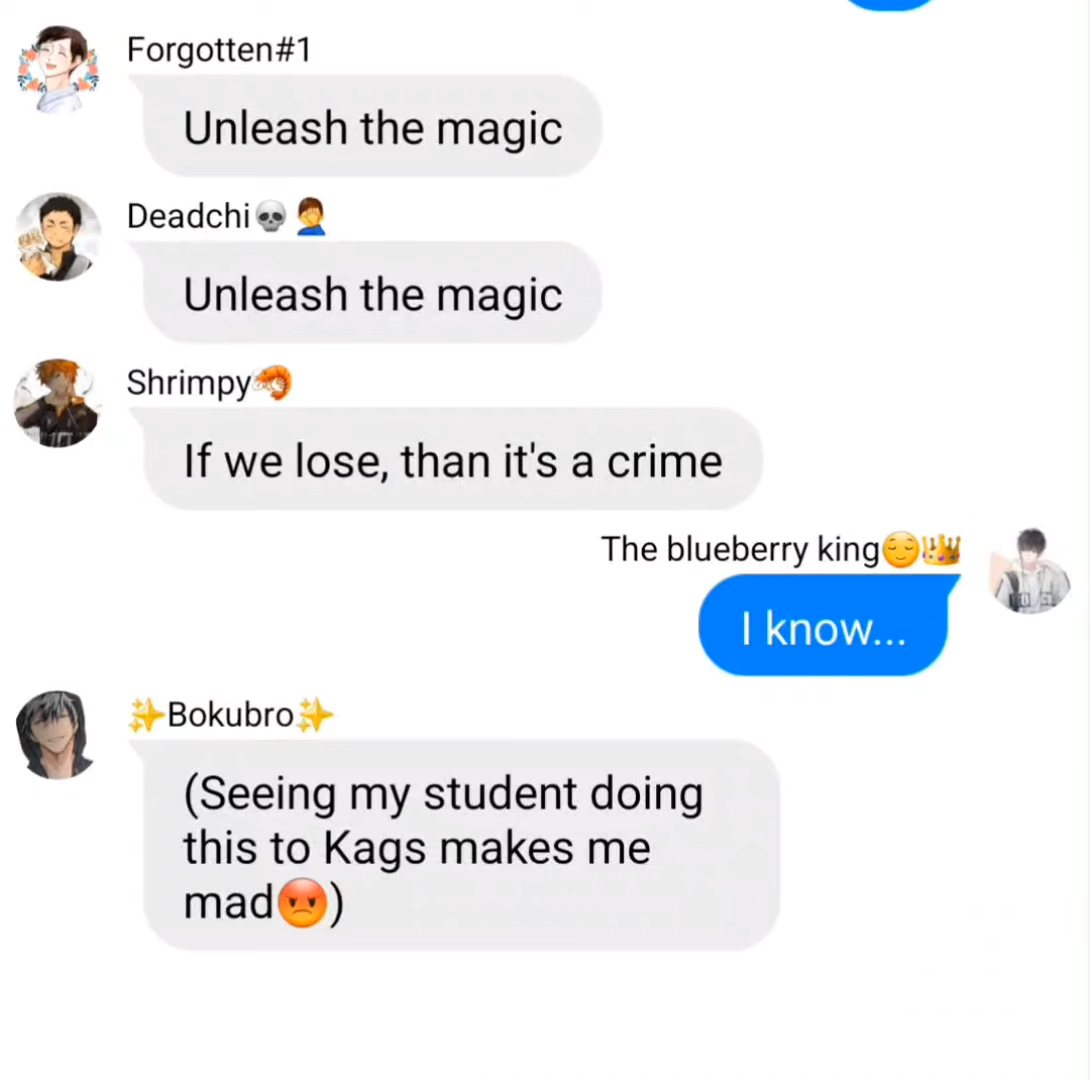 Forgotten#1
Unleash the magic
Deadchi💀🤦‍♂️
Unleash the magic
Shrimpy🦐
If we lose, than it's a crime
The blueberry king😌👑
I know...
✨Bokubro✨
(Seeing my student doing
this to Kags makes me
mad😡)